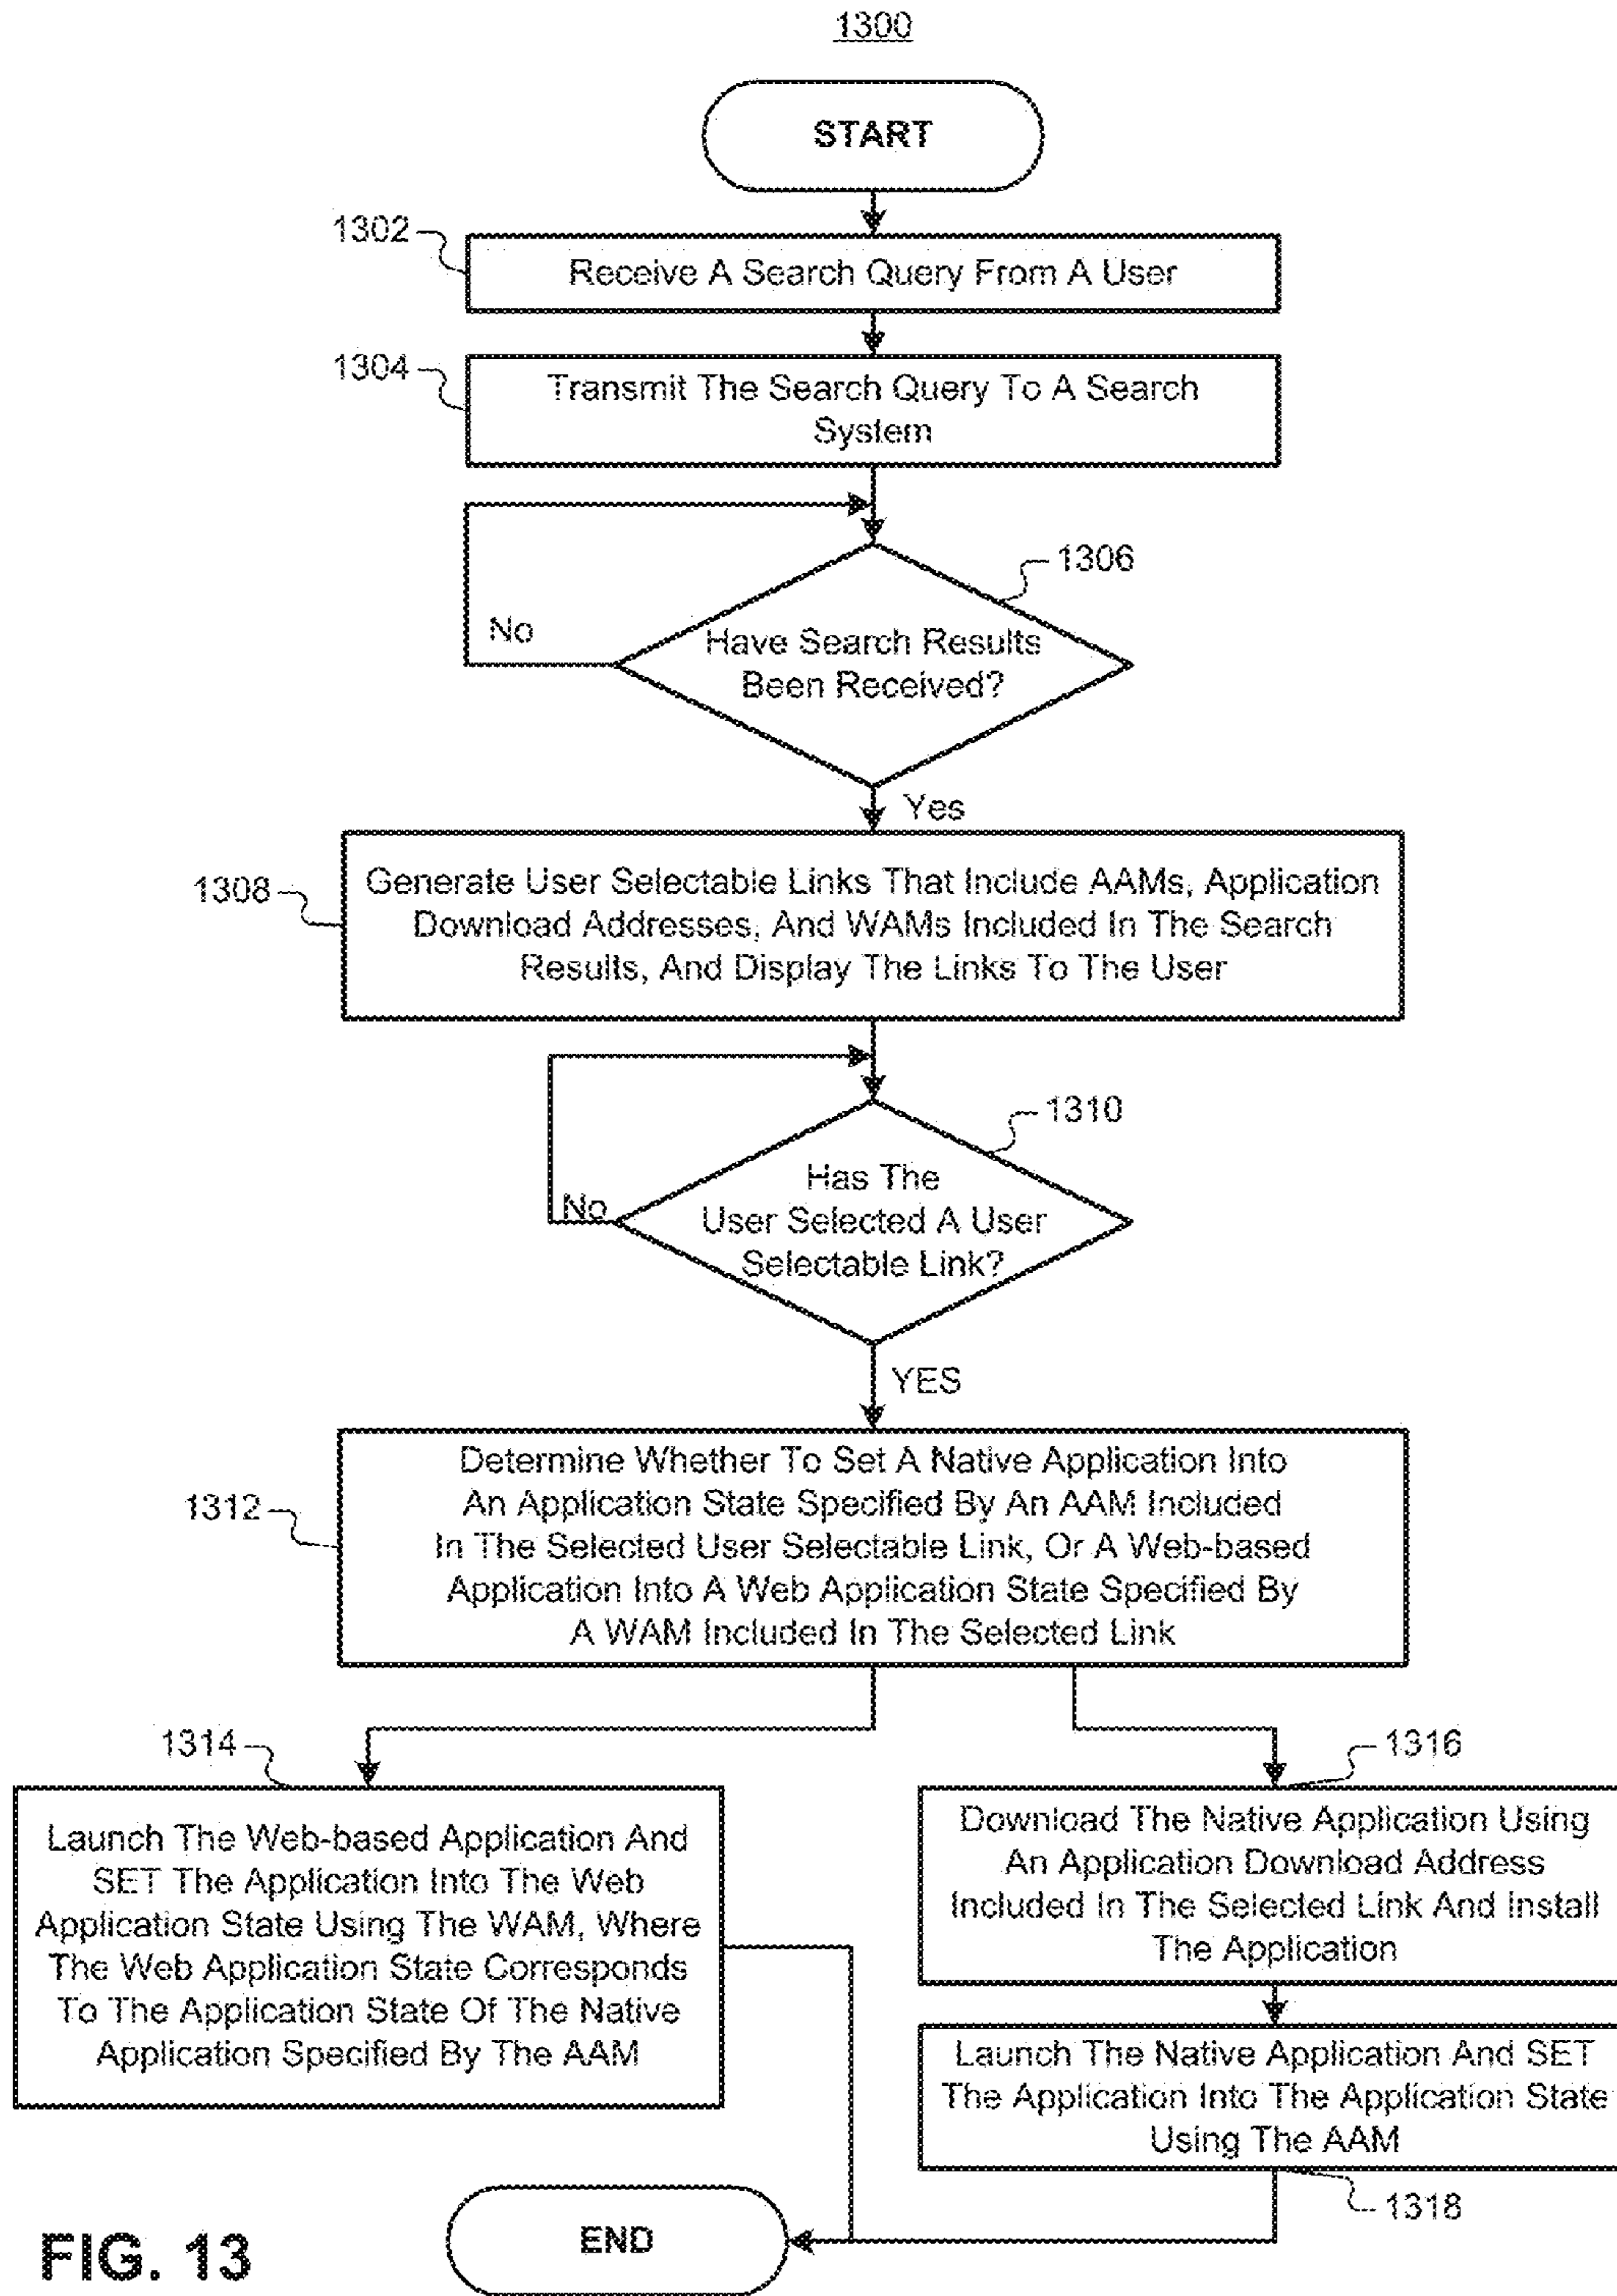 1300
START
1302
Receive A Search Query From A User
1304
Transmit The Search Query To A Search
System
1306
No
Have Search Results
Been Received?
Yes
1308
Generate User Selectable Links That Include AAMs, Application
Download Addresses, And WAMs Included In The Search
Results, And Display The Links To The User
1310
Has The
No
User Selected A User
Selectable Link?
YES
1312
Determine Whether To Set A Native Application Into
An Application State Specified By An AAM Included
In The Selected User Selectable Link, Or A Web-based
Application Into A Web Application State Specified By
A WAM Included In The Selected Link
1314
Launch The Web-based Application And
SET The Application Into The Web
Application State Using The WAM, Where
The Web Application State Corresponds
To The Application State Of The Native
Application Specified By The AAM
1316
Download The Native Application Using
An Application Download Address
Included In The Selected Link And Install
The Application
Launch The Native Application And SET
The Application Into The Application State
Using The AAM
1318
END
FIG. 13